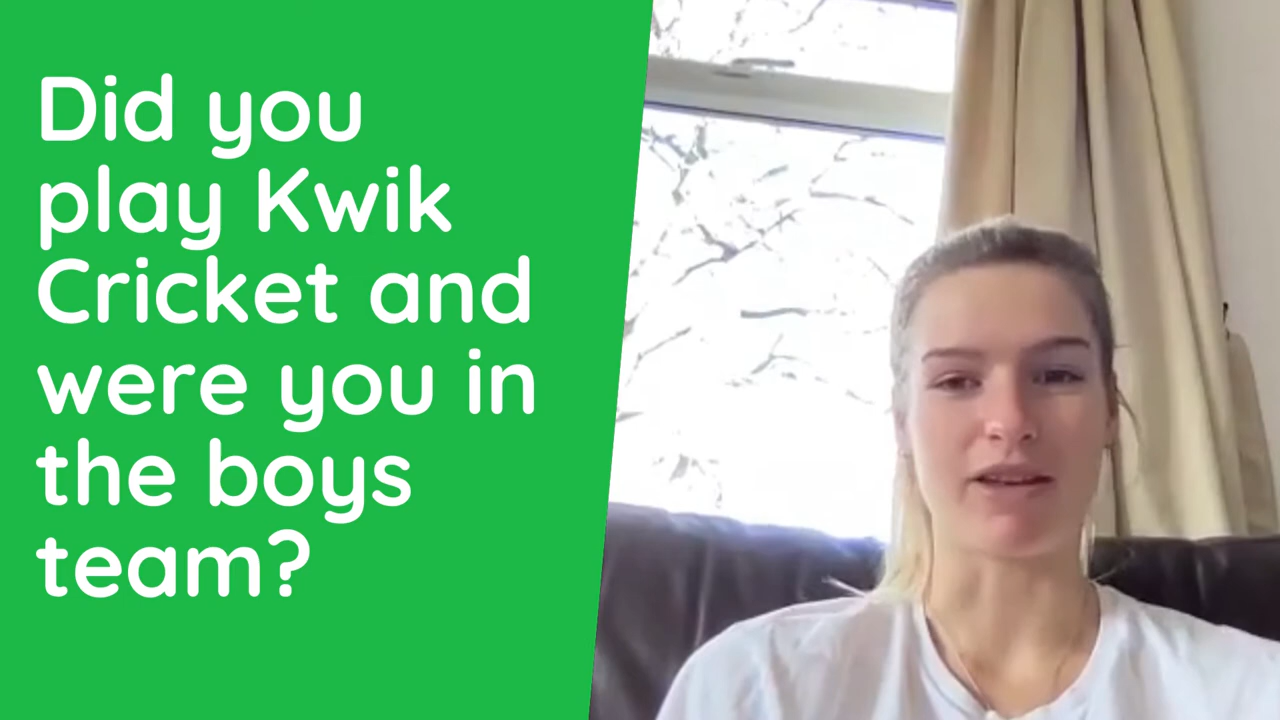 Did you
play Kwik
Cricket and
were you in
the boys
team?